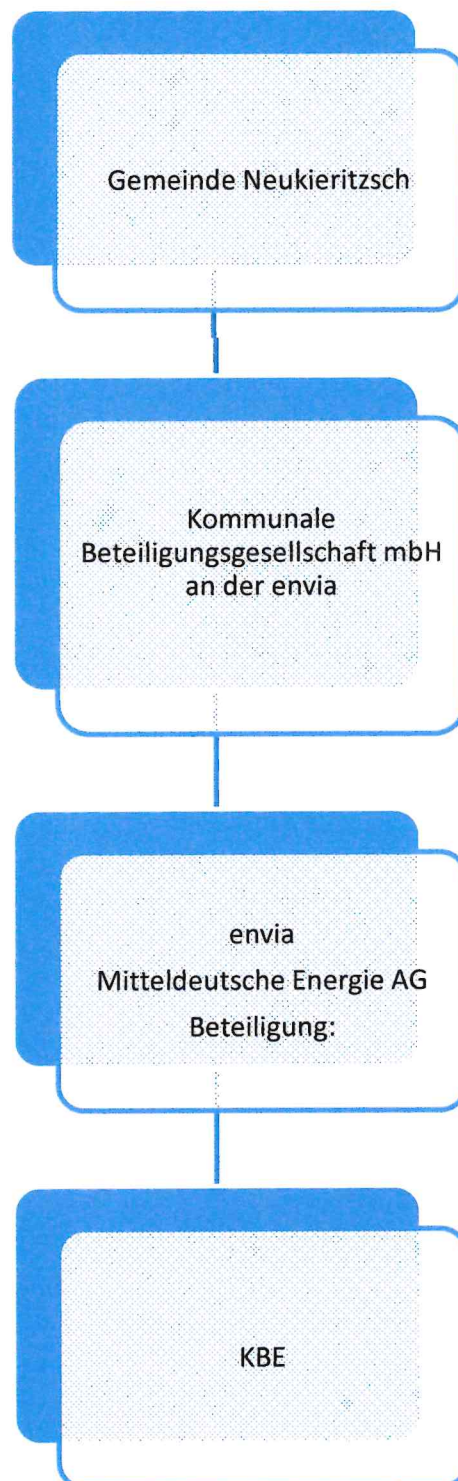 Gemeinde Neukieritzsch
Kommunale
Beteiligungsgesellschaft mbH
an der envia
envia
Mitteldeutsche Energie AG
Beteiligung:
KBE